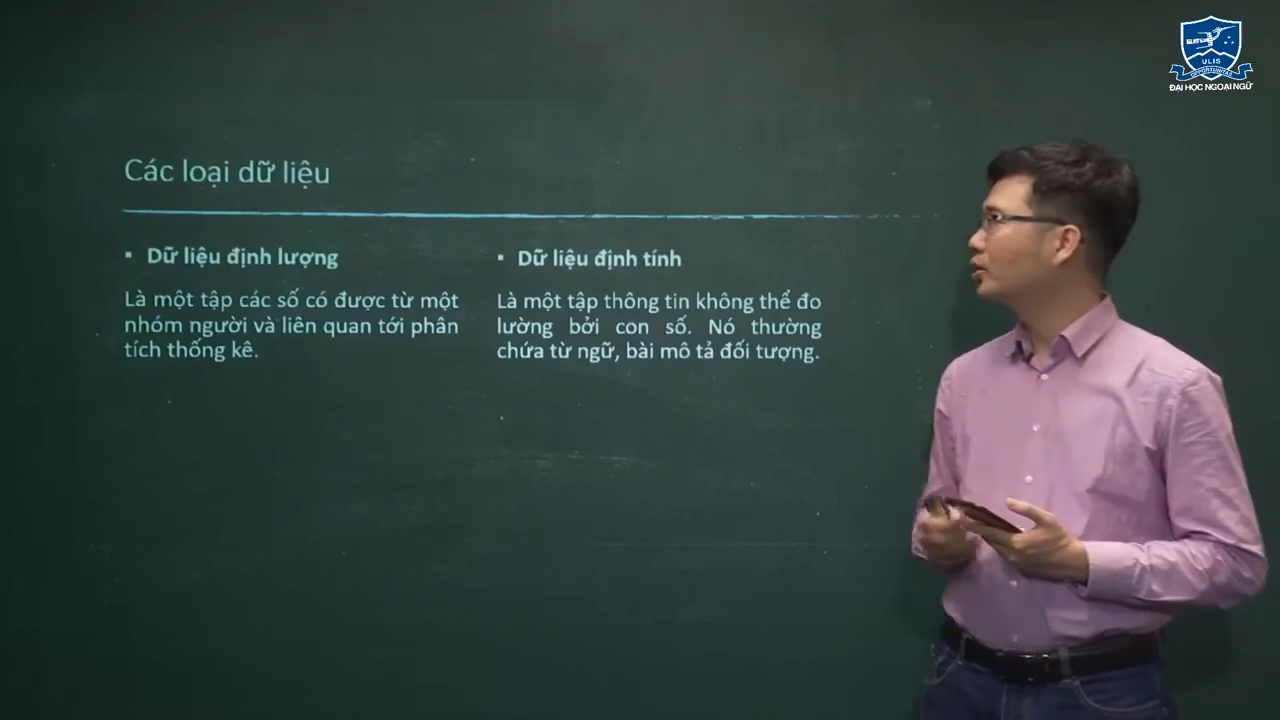 ULIS
ĐẠI HỌC NGOẠI NGỮ
Các loại dữ liệu
▪ Dữ liệu định lượng
Là một tập các số có được từ một
nhóm người và liên quan tới phân
tích thống kê.
▪ Dữ liệu định tính
Là một tập thông tin không thể đo
lường bởi con số. Nó thường
chứa từ ngữ, bài mô tả đối tượng.